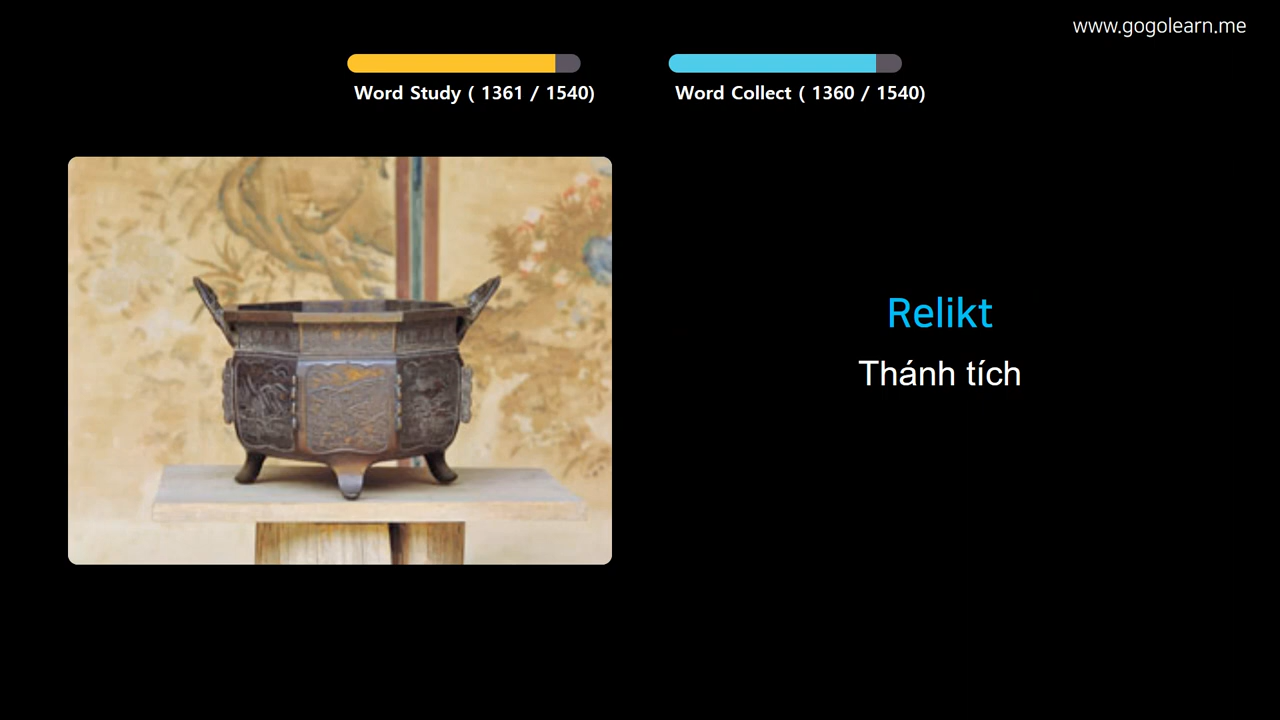 www.gogolearn.me
Word Study ( 1361 / 1540)
Word Collect ( 1360 / 1540)
Relikt
Thánh tích